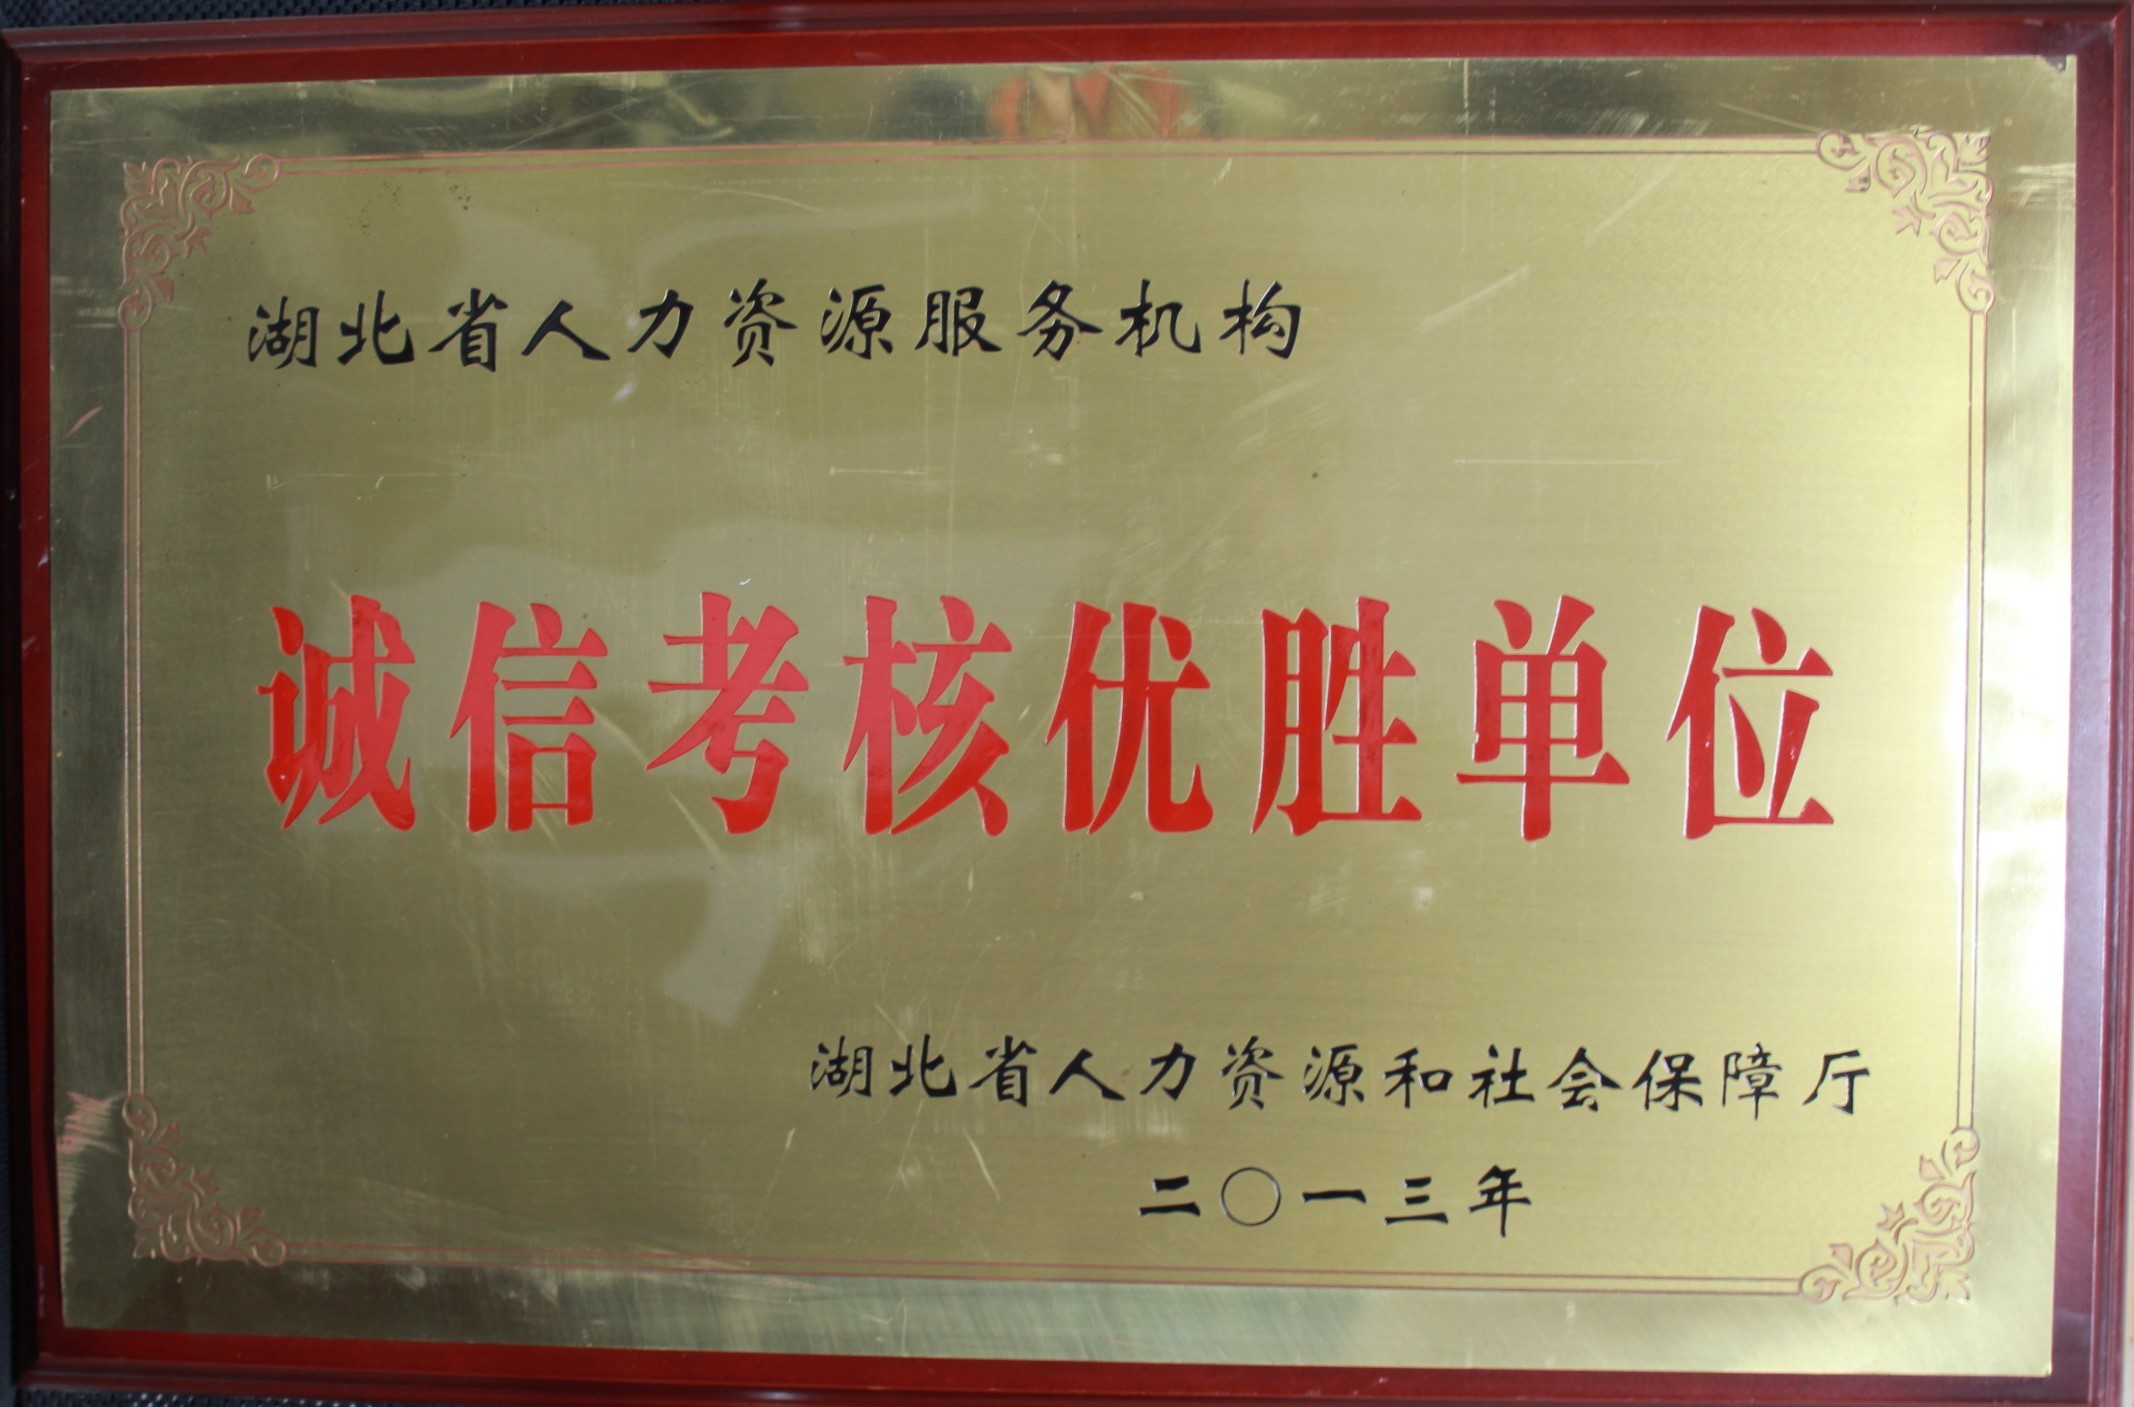 湖北省人力资源服务机构
诚信考核优胜单位
湖北省人力资源和社会保障厅
二〇一三年